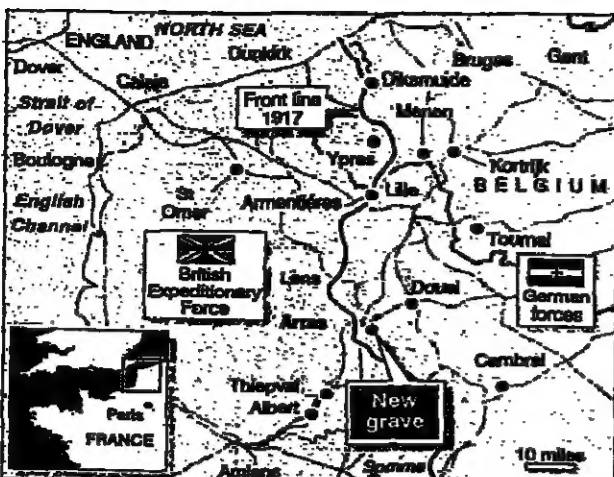 NORTH SEA
ENGLAND
Dover
Calais
Dunkirk
Bruges
Gent
Strait of
Dover
Front line
1917
Diksmuide
Menen
Boulogne
Ypres
Kortrijk
BELGIUM
English
Channel
St
Omer
Armentières
Lille
Tournai
British
Expeditionary
Force
Lens
Douai
German
forces
Arras
Cambrai
Thiepval
Albert
New
grave
Paris
FRANCE
Amiens
Somme
10 miles